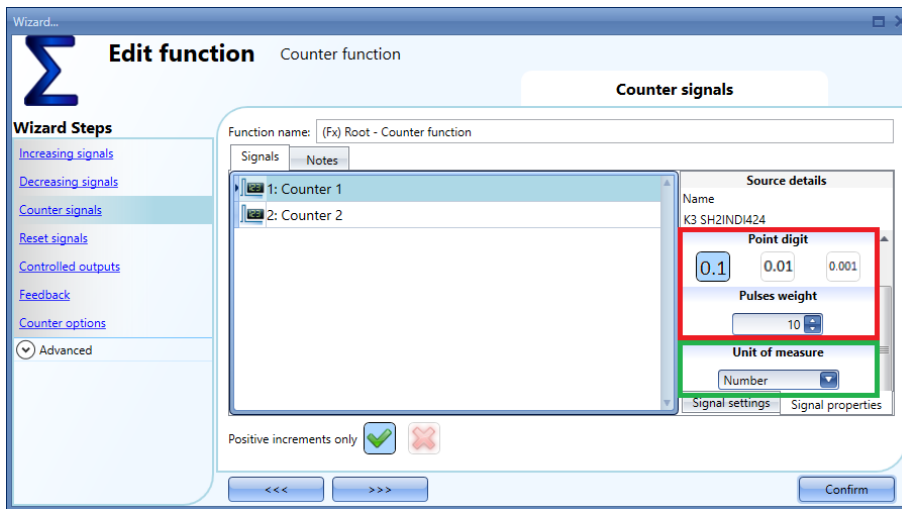 Wizard...
Edit function Counter function
Counter signals
Wizard Steps
Increasing signals
Decreasing signals
Counter signals
Reset signals
Controlled outputs
Feedback
Counter options
Advanced
Function name: (Fx) Root - Counter function
Signals Notes
1: Counter 1
2: Counter 2
Source details
Name
K3 SH2INDI424
Point digit
0.1 0.01 0.001
Pulses weight
10
Unit of measure
Number
Signal settings Signal properties
Positive increments only
<<< >>> Confirm